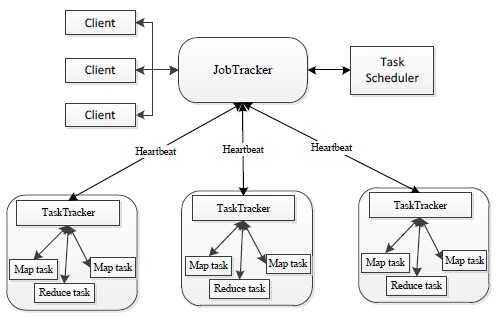 Client
Client
Client
JobTracker
Task
Scheduler
Heartbeat
Heartbeat
Heartbeat
TaskTracker
Map task
Map task
Reduce task
TaskTracker
Map task
Map task
Reduce task
TaskTracker
Map task
Map task
Reduce task